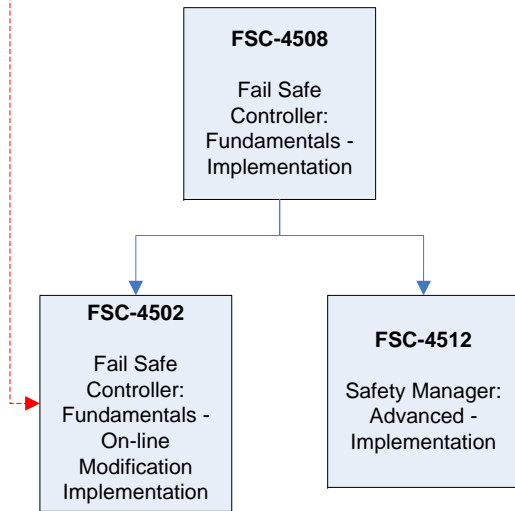 FSC-4508
Fail Safe
Controller:
Fundamentals -
Implementation
FSC-4502
Fail Safe
Controller:
Fundamentals -
On-line
Modification
Implementation
FSC-4512
Safety Manager:
Advanced -
Implementation